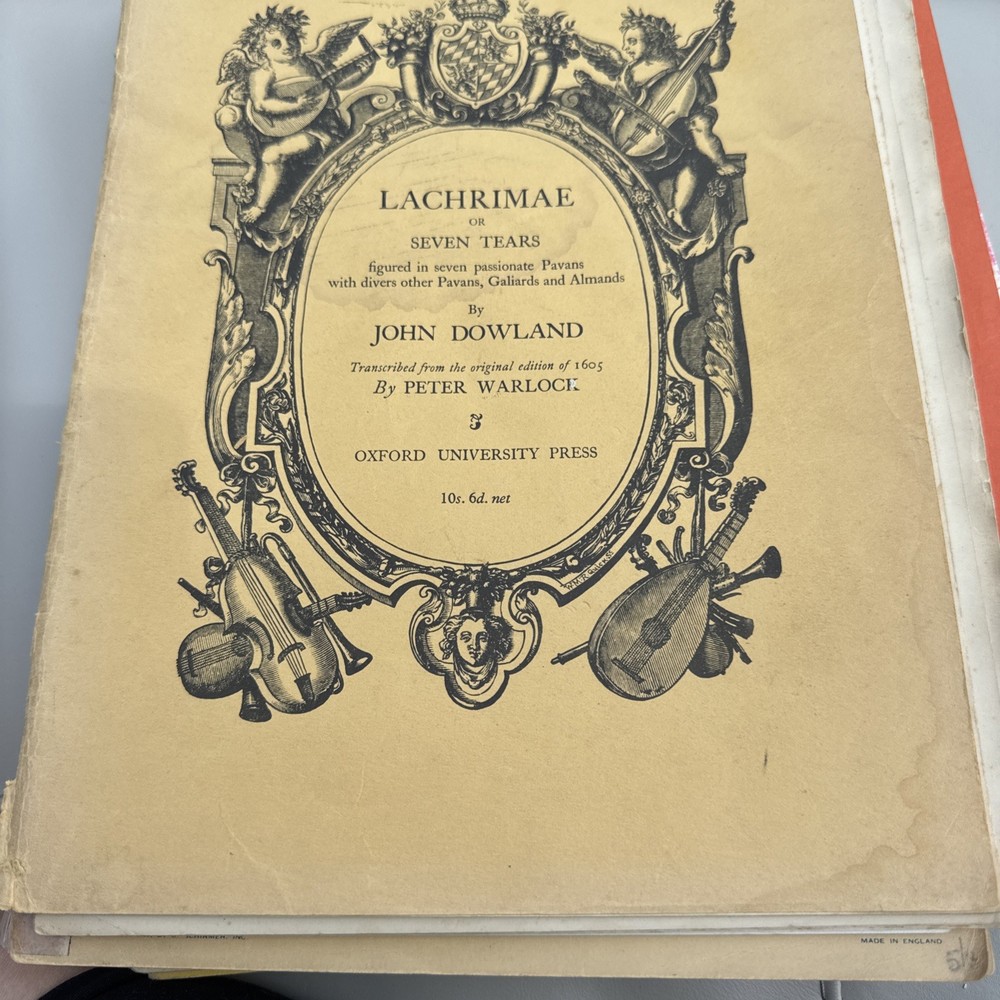 LACHRIMAE
OR
SEVEN TEARS
figured in seven passionate Pavans
with divers other Pavans, Galiards and Almands
By
JOHN DOWLAND
Transcribed from the original edition of 1605
By PETER WARLOCK
OXFORD UNIVERSITY PRESS
10s. 6d. net
MADE IN ENGLAND